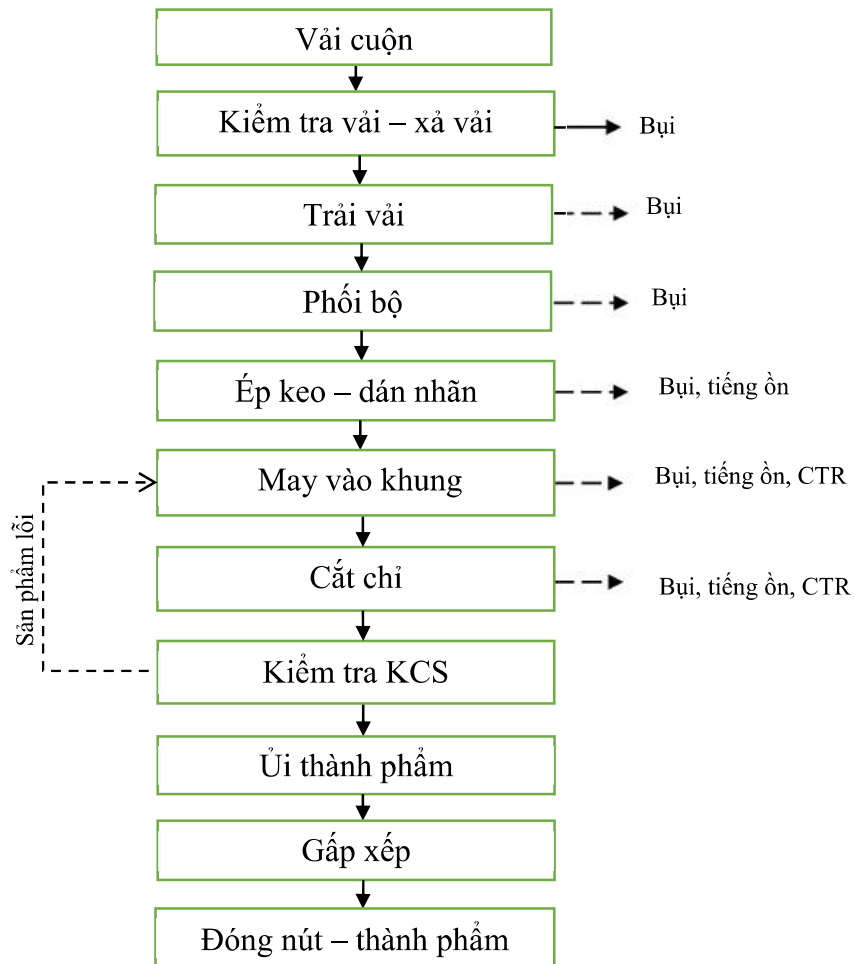 Vải cuộn
Kiểm tra vải – xả vải
Bụi
Trải vải
Bụi
Phối bộ
Bụi
Ép keo – dán nhãn
Bụi, tiếng ồn
May vào khung
Bụi, tiếng ồn, CTR
Sản phẩm lỗi
Cắt chỉ
Bụi, tiếng ồn, CTR
Kiểm tra KCS
Ủi thành phẩm
Gấp xếp
Đóng nút – thành phẩm